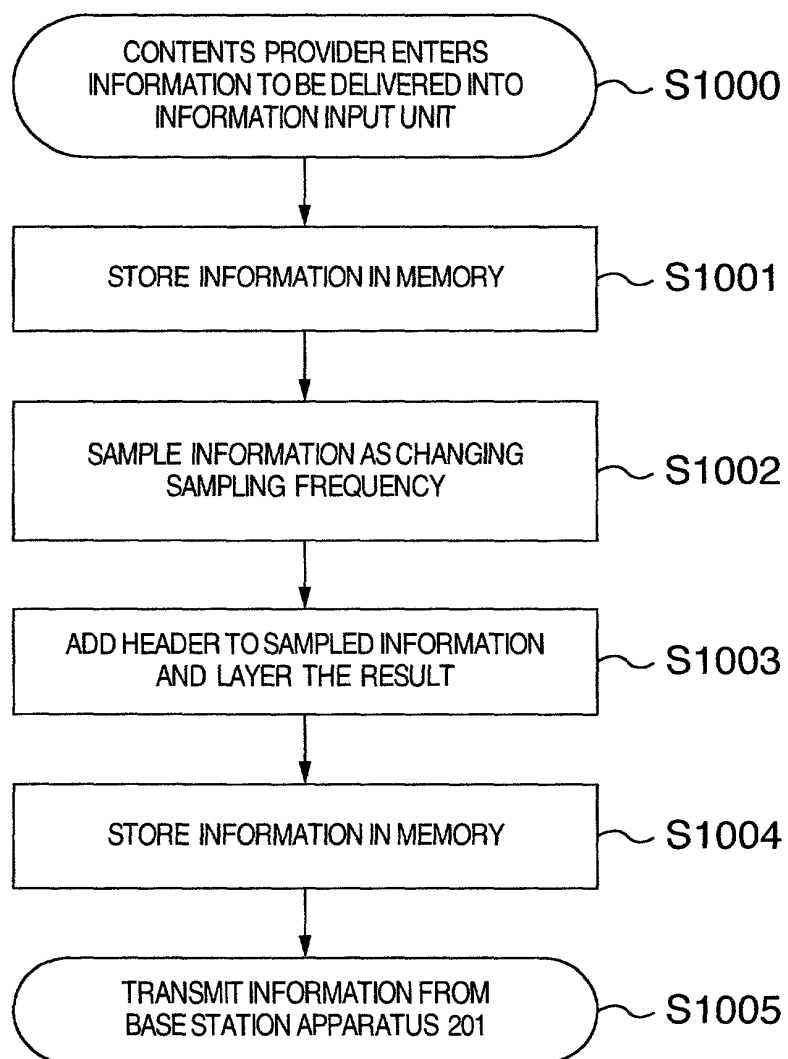 CONTENTS PROVIDER ENTERS
INFORMATION TO BE DELIVERED INTO
INFORMATION INPUT UNIT
S1000
STORE INFORMATION IN MEMORY
S1001
SAMPLE INFORMATION AS CHANGING
SAMPLING FREQUENCY
S1002
ADD HEADER TO SAMPLED INFORMATION
AND LAYER THE RESULT
S1003
STORE INFORMATION IN MEMORY
S1004
TRANSMIT INFORMATION FROM
BASE STATION APPARATUS 201
S1005